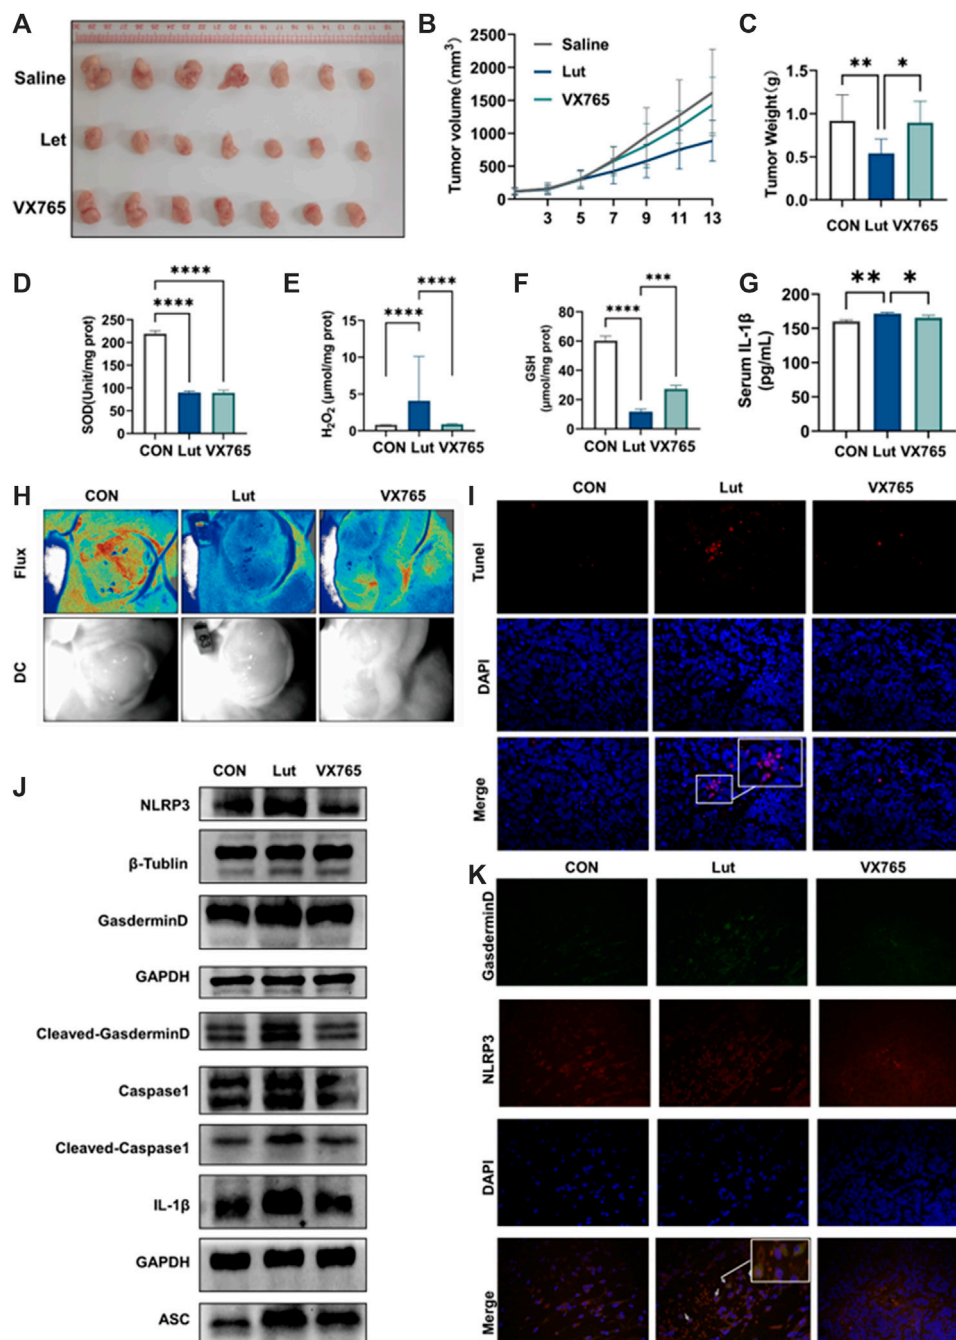 A
Saline
Let
VX765
B
Tumor volume (mm³)
2500
2000
1500
1000
500
0
Saline
Lut
VX765
3 5 7 9 11 13
C
Tumor Weight (g)
1.5
1.0
0.5
0.0
** *
CON Lut VX765
D
SOD(Unit/mg prot)
250
200
150
100
50
0
****
****
CON Lut VX765
E
H₂O₂ (μmol/mg prot)
15
10
5
0
****
****
CON Lut VX765
F
GSH
(μmol/mg prot)
80
60
40
20
0
***
****
CON Lut VX765
G
Serum IL-1β
(pg/mL)
200
150
100
50
0
** *
CON Lut VX765
H
CON Lut VX765
Flux
DC
I
CON Lut VX765
Tunel
DAPI
Merge
J
CON Lut VX765
NLRP3
β-Tublin
GasderminD
GAPDH
Cleaved-GasderminD
Caspase1
Cleaved-Caspase1
IL-1β
GAPDH
ASC
K
CON Lut VX765
GasderminD
NLRP3
DAPI
Merge